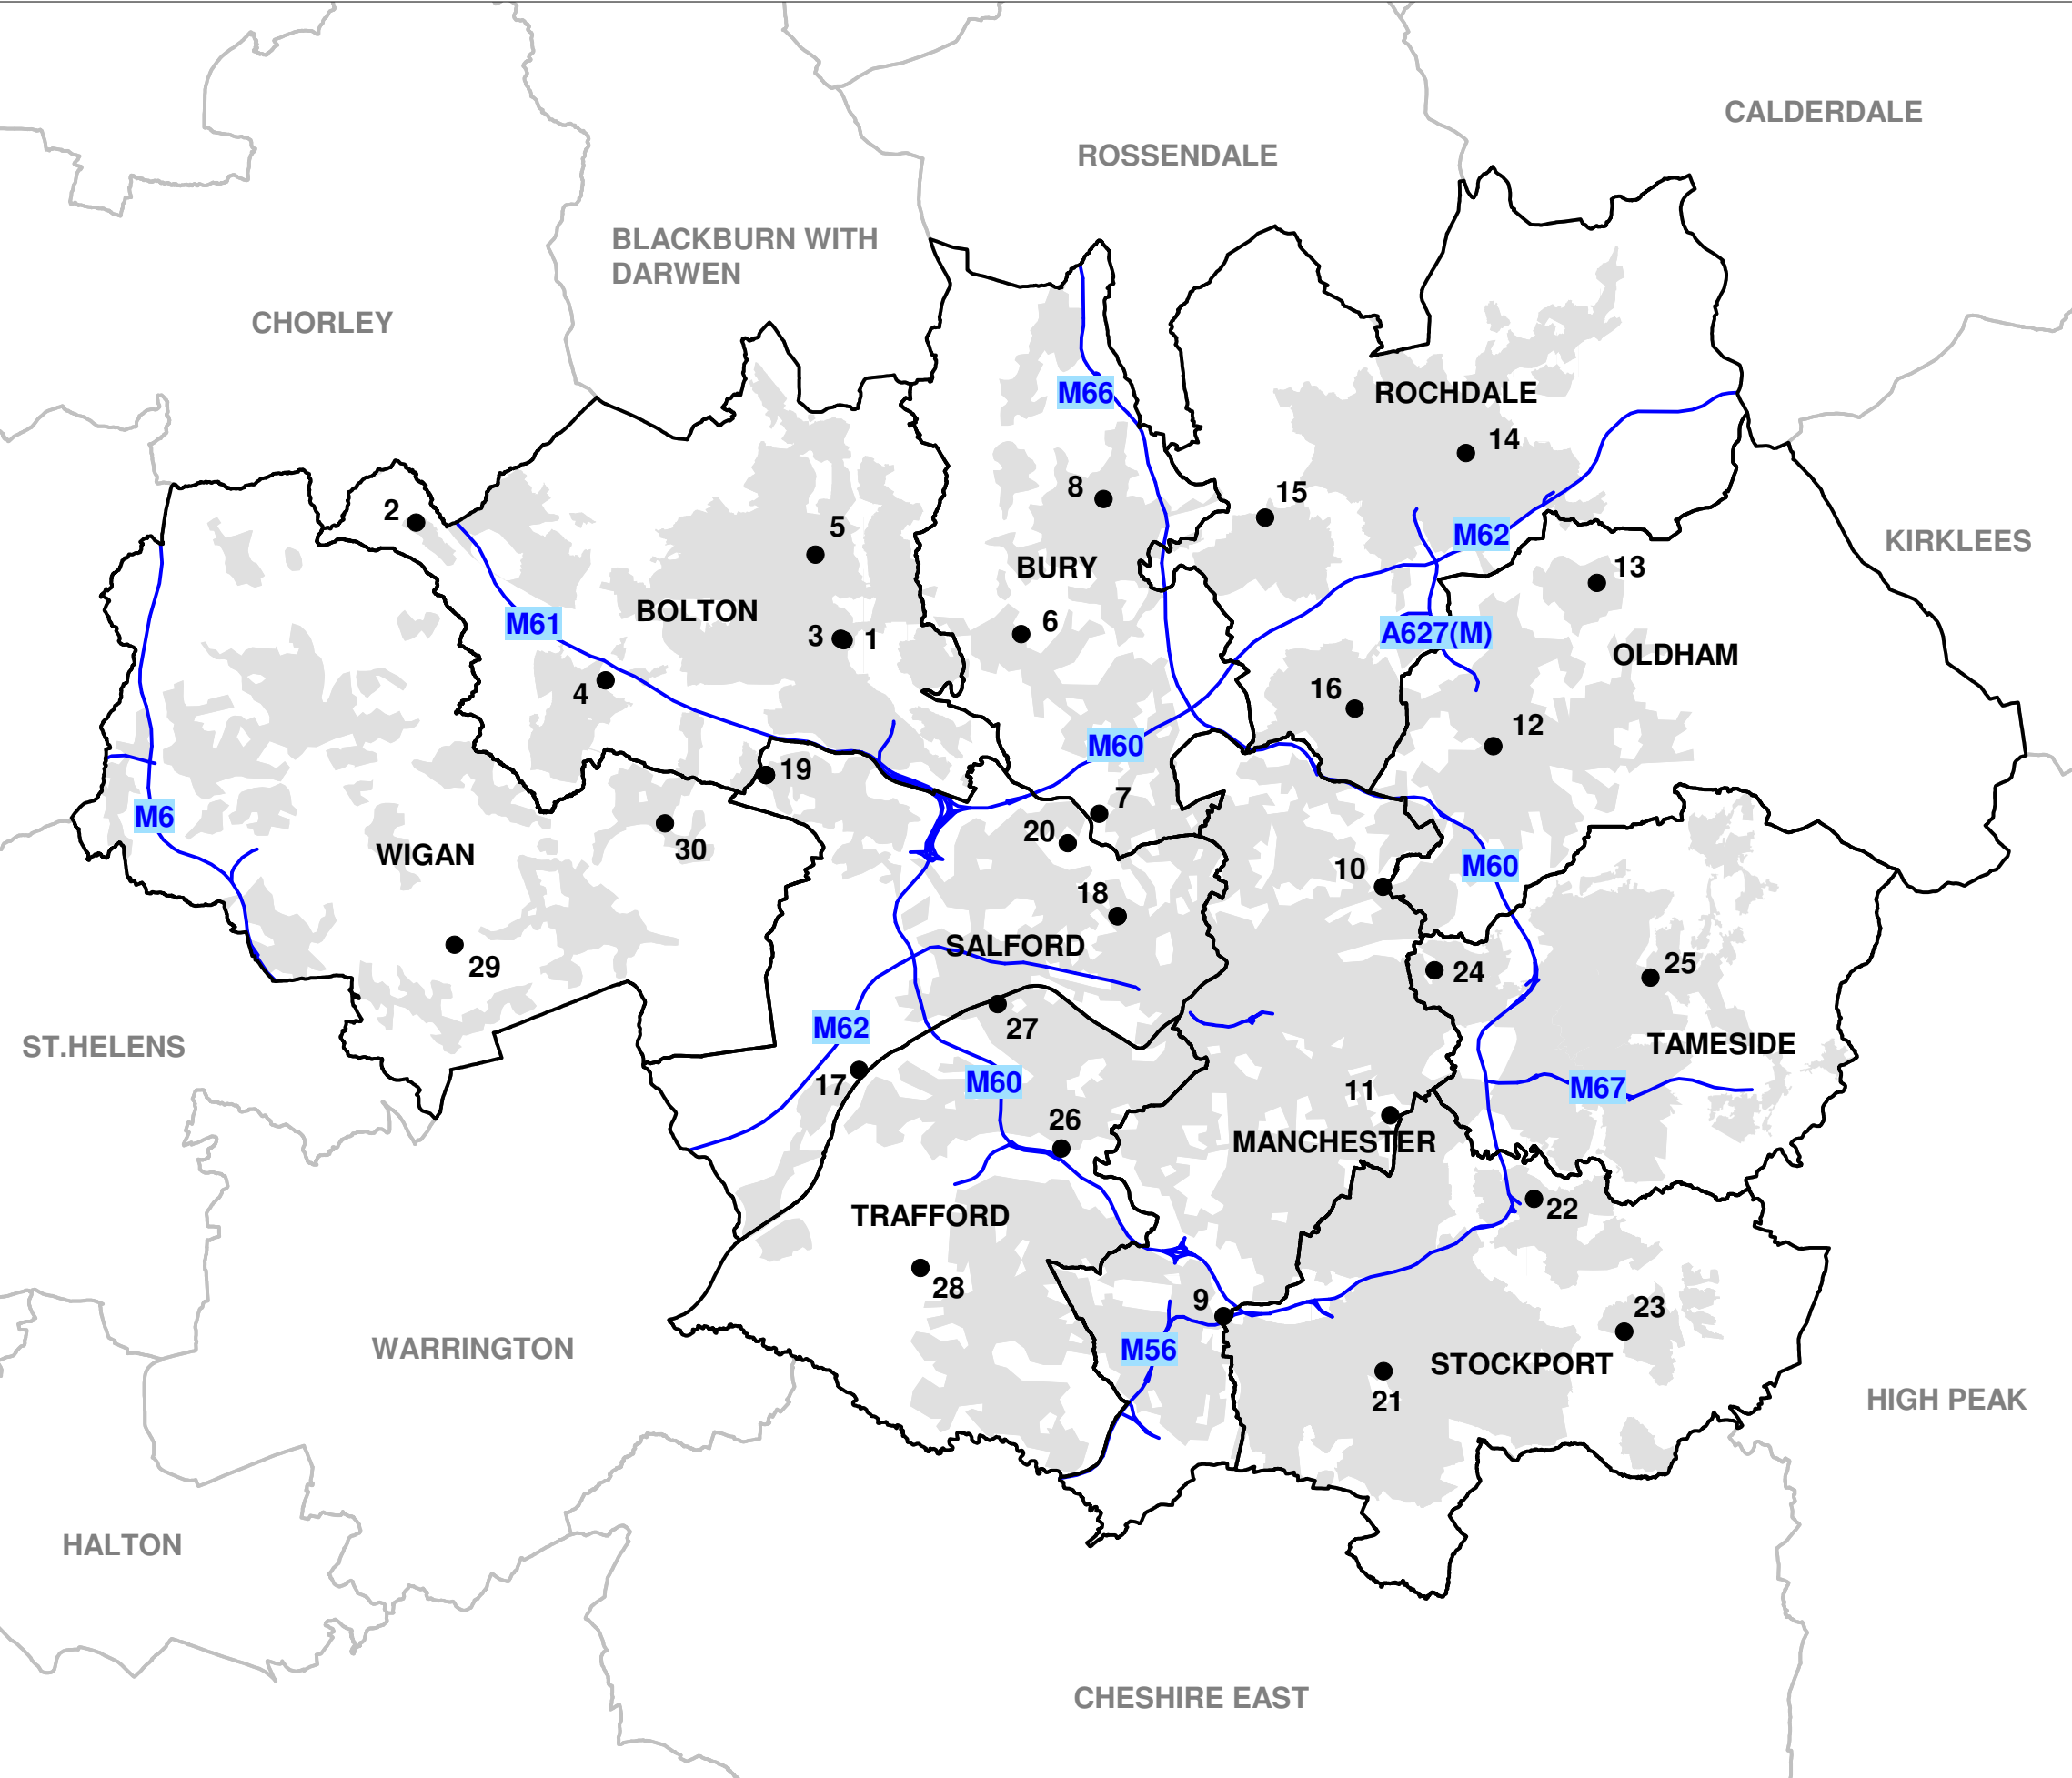 CALDERDALE
ROSSENDALE
BLACKBURN WITH
DARWEN
CHORLEY
M66
ROCHDALE
14
8
15
2
5
M62
KIRKLEES
BURY
13
M61
BOLTON
6
3
1
A627(M)
OLDHAM
4
16
12
M60
19
7
M6
20
30
WIGAN
10
M60
18
SALFORD
29
24
25
27
M62
ST.HELENS
TAMESIDE
17
M60
11
M67
26
MANCHESTER
22
TRAFFORD
28
9
23
WARRINGTON
M56
STOCKPORT
21
HIGH PEAK
HALTON
CHESHIRE EAST